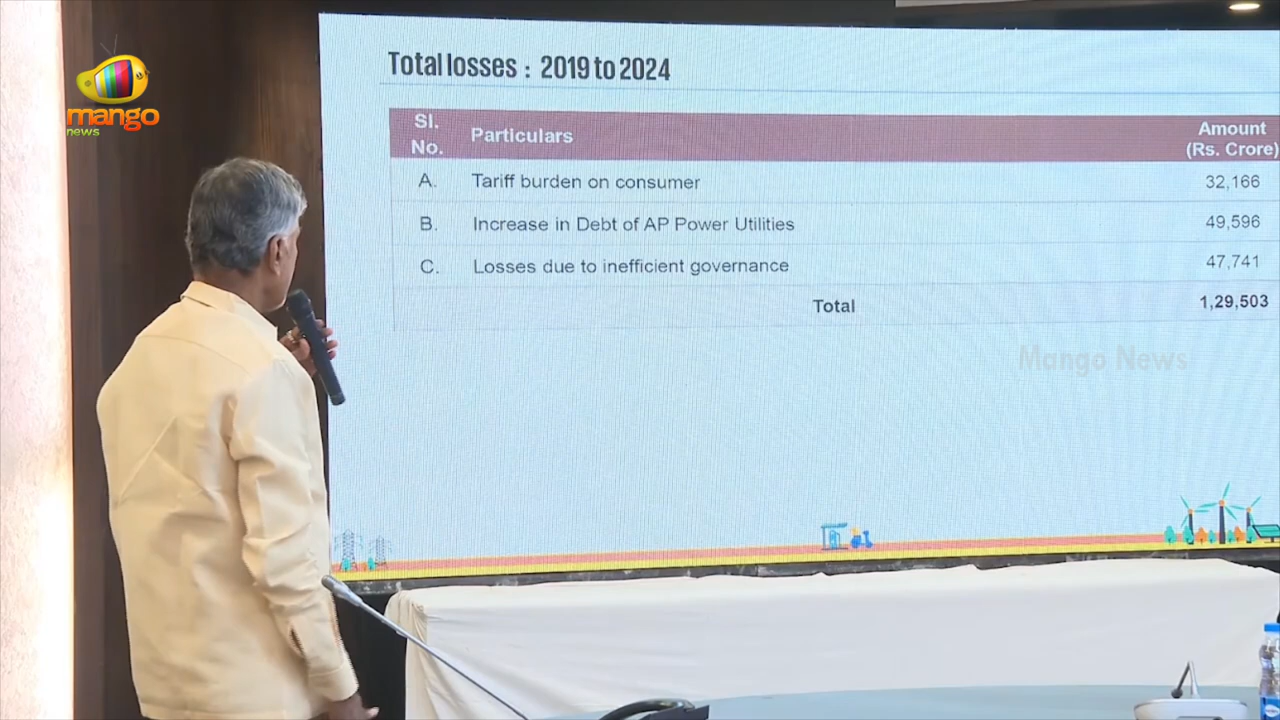 mango
news
Total losses : 2019 to 2024
Sl. No. Particulars Amount (Rs. Crore)
A. Tariff burden on consumer 32,166
B. Increase in Debt of AP Power Utilities 49,596
C. Losses due to inefficient governance 47,741
Total 1,29,503
Mango News